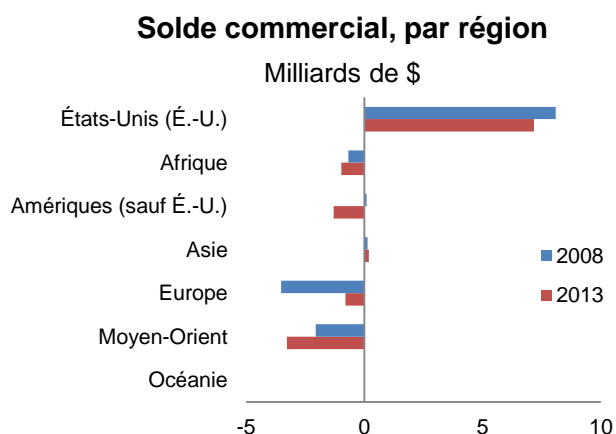 Solde commercial, par région
Milliards de $
États-Unis (É.-U.)
Afrique
Amériques (sauf É.-U.)
Asie
Europe
Moyen-Orient
Océanie
2008
2013
-5 0 5 10